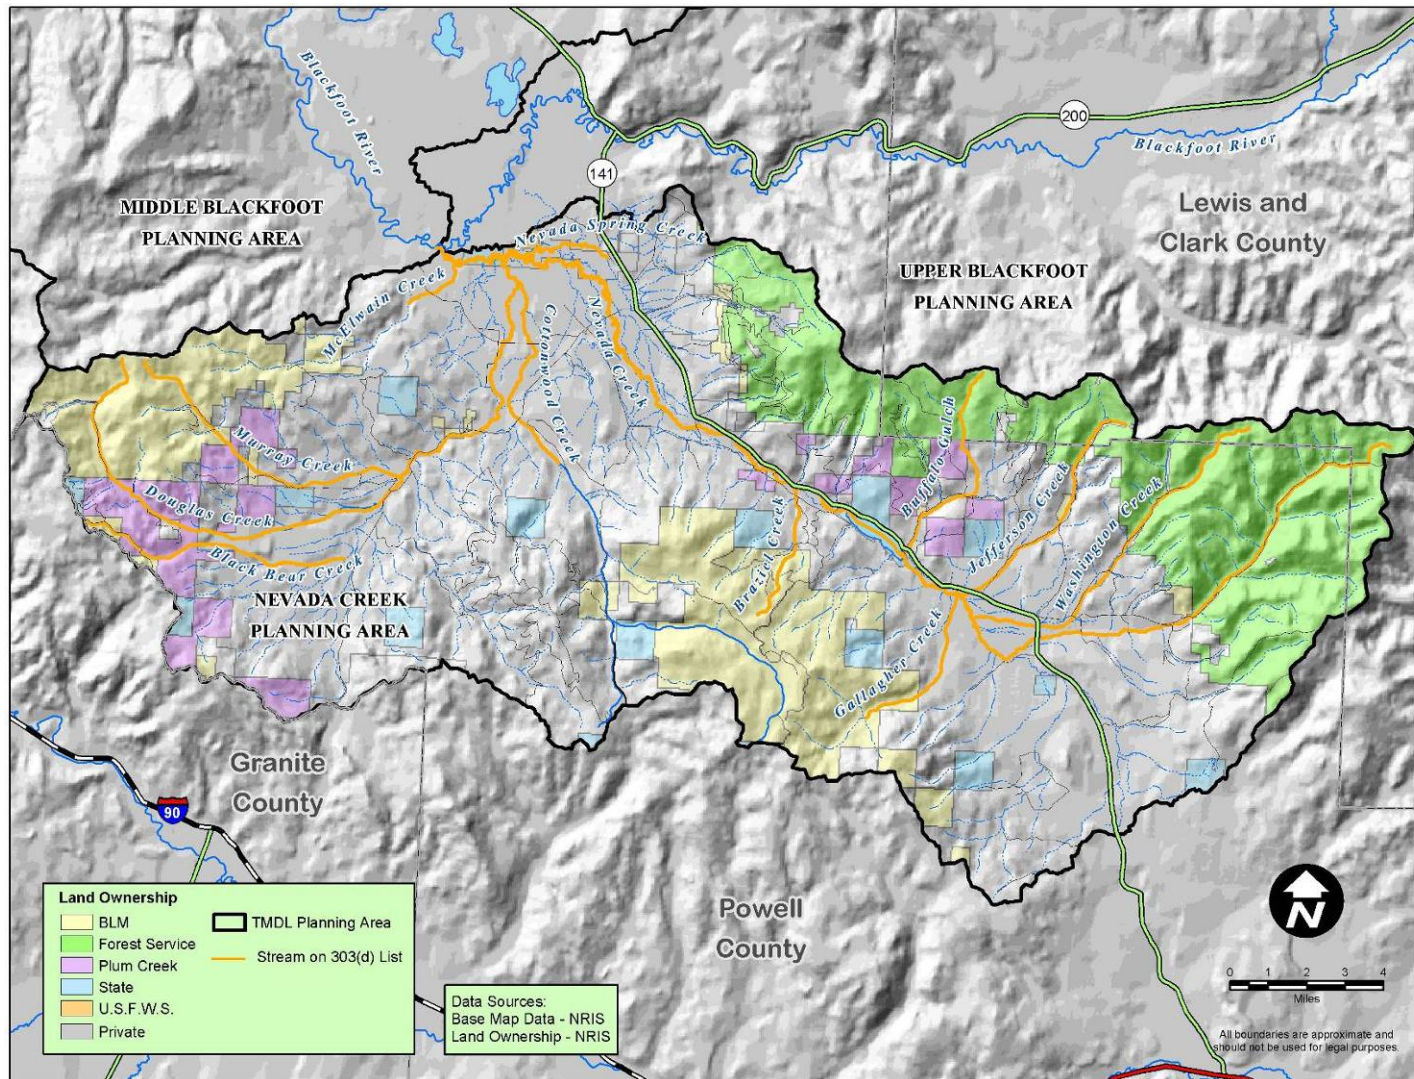 Blackfoot River
200
Blackfoot River
141
MIDDLE BLACKFOOT
PLANNING AREA
Lewis and
Clark County
Nevada Spring Creek
UPPER BLACKFOOT
PLANNING AREA
McElwain Creek
Cottonwood Creek
Nevada Creek
Buffalo Gulch
Murray Creek
Douglas Creek
Black Bear Creek
Braziel Creek
Jefferson Creek
Washington Creek
NEVADA CREEK
PLANNING AREA
Gallagher Creek
Granite
County
90
Powell
County
Land Ownership
BLM
Forest Service
Plum Creek
State
U.S.F.W.S.
Private
TMDL Planning Area
Stream on 303(d) List
Data Sources:
Base Map Data - NRIS
Land Ownership - NRIS
N
0 1 2 3 4
Miles
All boundaries are approximate and
should not be used for legal purposes.